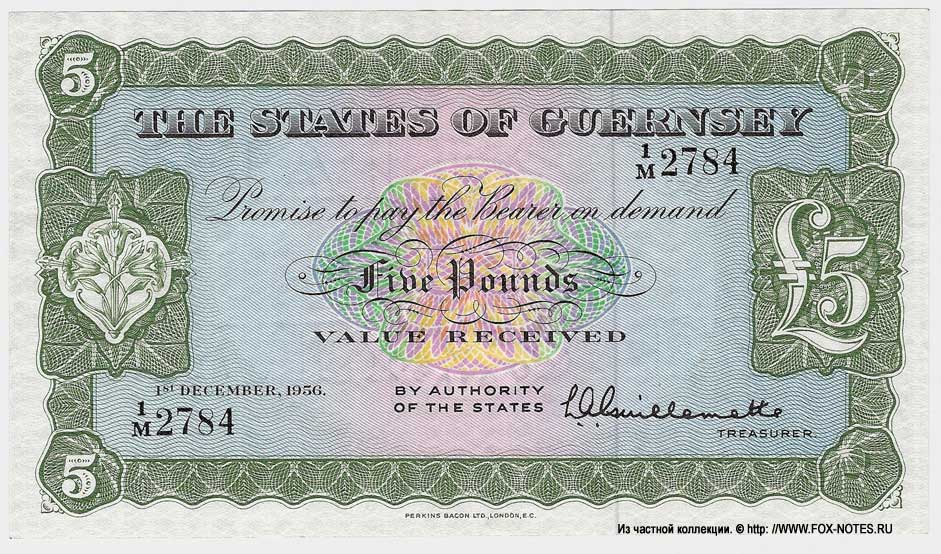 5
THE STATES OF GUERNSEY
1/M 2784
Promise to pay the Bearer on demand
Five Pounds
£5
VALUE RECEIVED
1ST DECEMBER, 1956.
BY AUTHORITY
OF THE STATES
1/M 2784
TREASURER.
5
PERKINS BACON LTD., LONDON, E.C.
Из частной коллекции. © http: //WWW.FOX-NOTES.RU